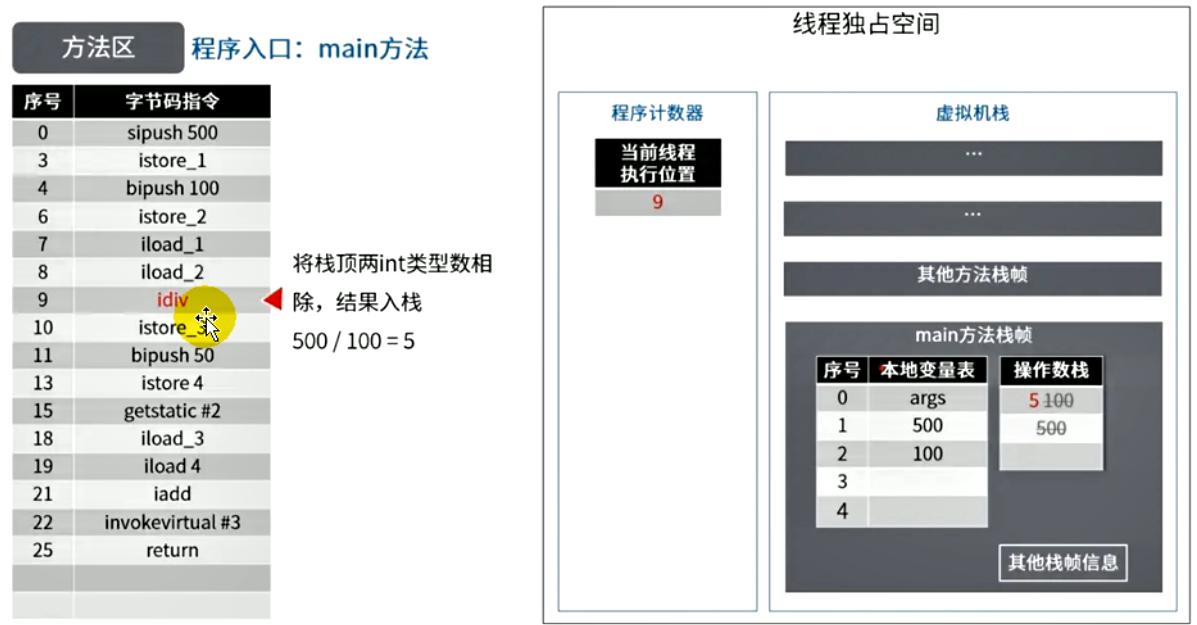 方法区 程序入口：main方法
序号 字节码指令
0 sipush 500
3 istore_1
4 bipush 100
6 istore_2
7 iload_1
8 iload_2
9 idiv
10 istore_3
11 bipush 50
13 istore 4
15 getstatic #2
18 iload_3
19 iload 4
21 iadd
22 invokevirtual #3
25 return
将栈顶两int类型数相
除，结果入栈
500 / 100 = 5
线程独占空间
程序计数器
当前线程
执行位置
9
虚拟机栈
...
...
其他方法栈帧
main方法栈帧
序号 本地变量表
0 args
1 500
2 100
3
4
操作数栈
5 100
500
其他栈帧信息